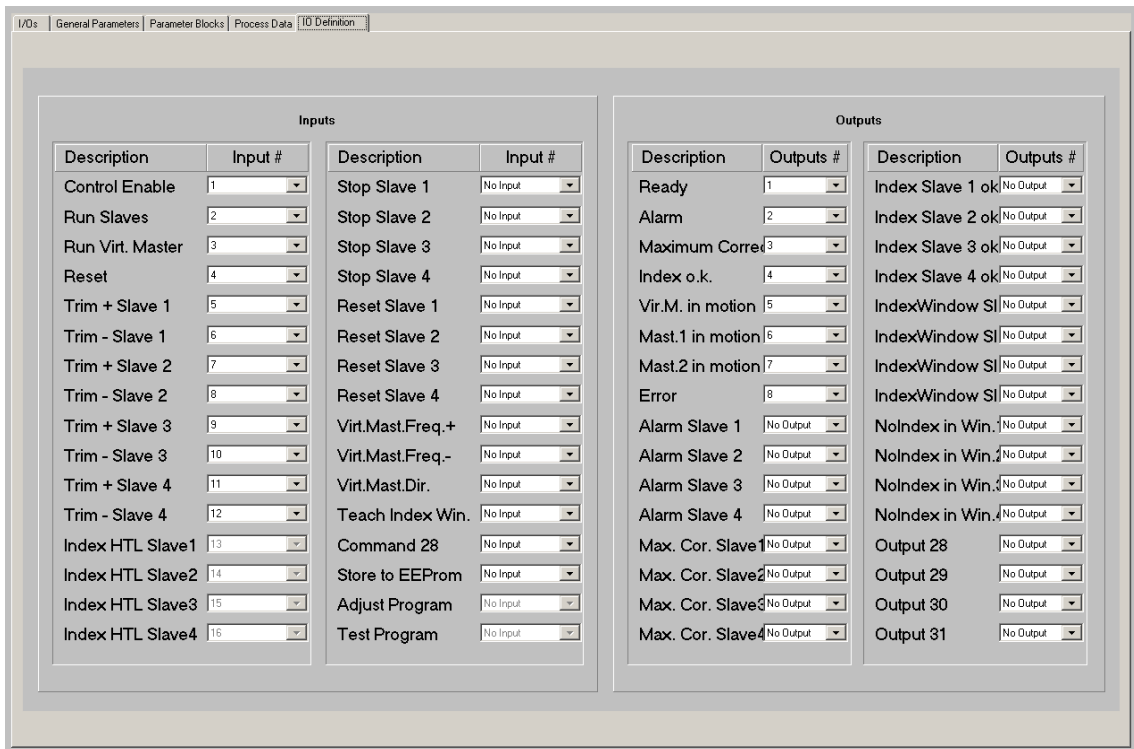 I/Os General Parameters Parameter Blocks Process Data IO Definition
Inputs
Description Input #
Control Enable 1
Run Slaves 2
Run Virt. Master 3
Reset 4
Trim + Slave 1 5
Trim - Slave 1 6
Trim + Slave 2 7
Trim - Slave 2 8
Trim + Slave 3 9
Trim - Slave 3 10
Trim + Slave 4 11
Trim - Slave 4 12
Index HTL Slave1 13
Index HTL Slave2 14
Index HTL Slave3 15
Index HTL Slave4 16
Description Input #
Stop Slave 1 No Input
Stop Slave 2 No Input
Stop Slave 3 No Input
Stop Slave 4 No Input
Reset Slave 1 No Input
Reset Slave 2 No Input
Reset Slave 3 No Input
Reset Slave 4 No Input
Virt.Mast.Freq.+ No Input
Virt.Mast.Freq.- No Input
Virt.Mast.Dir. No Input
Teach Index Win. No Input
Command 28 No Input
Store to EEProm No Input
Adjust Program No Input
Test Program No Input
Outputs
Description Outputs #
Ready 1
Alarm 2
Maximum Correc 3
Index o.k. 4
Vir.M. in motion 5
Mast.1 in motion 6
Mast.2 in motion 7
Error 8
Alarm Slave 1 No Output
Alarm Slave 2 No Output
Alarm Slave 3 No Output
Alarm Slave 4 No Output
Max. Cor. Slave1 No Output
Max. Cor. Slave2 No Output
Max. Cor. Slave3 No Output
Max. Cor. Slave4 No Output
Description Outputs #
Index Slave 1 ok No Output
Index Slave 2 ok No Output
Index Slave 3 ok No Output
Index Slave 4 ok No Output
IndexWindow Sl No Output
IndexWindow Sl No Output
IndexWindow Sl No Output
IndexWindow Sl No Output
NoIndex in Win.1 No Output
NoIndex in Win.2 No Output
NoIndex in Win.3 No Output
NoIndex in Win.4 No Output
Output 28 No Output
Output 29 No Output
Output 30 No Output
Output 31 No Output